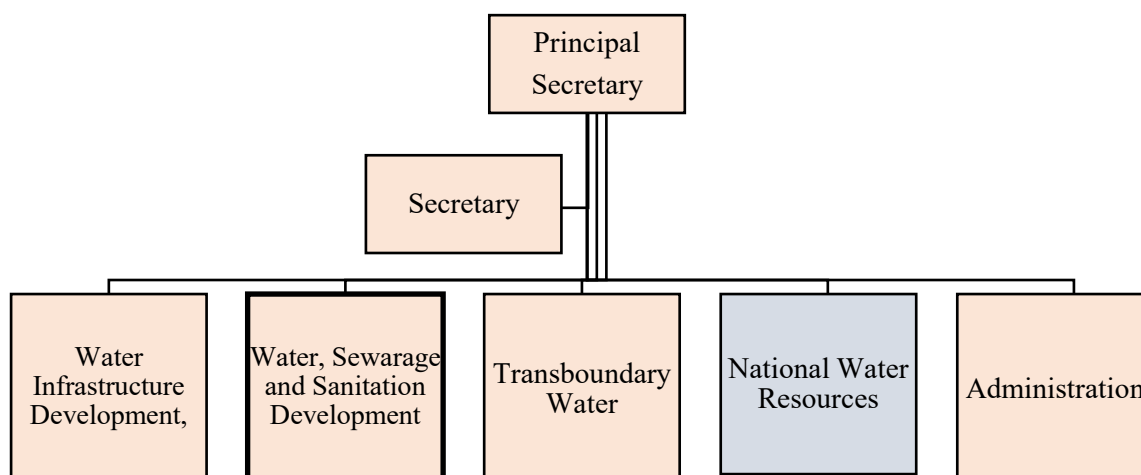 Principal
Secretary
Secretary
Water
Infrastructure
Development,
Water, Sewarage
and Sanitation
Development
Transboundary
Water
National Water
Resources
Administration